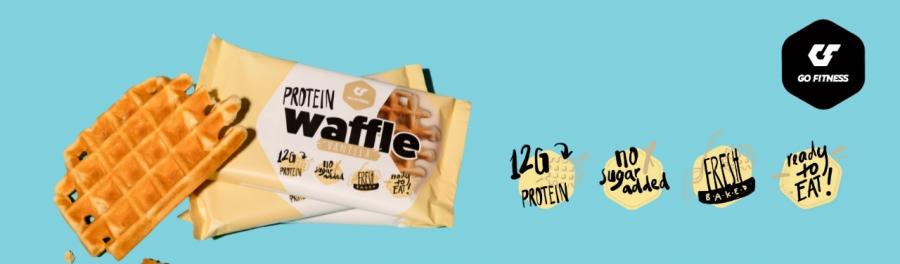 GO FITNESS
PROTEIN
waffle
VANILLA
12G
PROTEIN
no
sugar
added
FRESH
BAKED
ready
to
EAT!
12G
PROTEIN
no
sugar
added
FRESH
BAKED
ready
to
EAT!